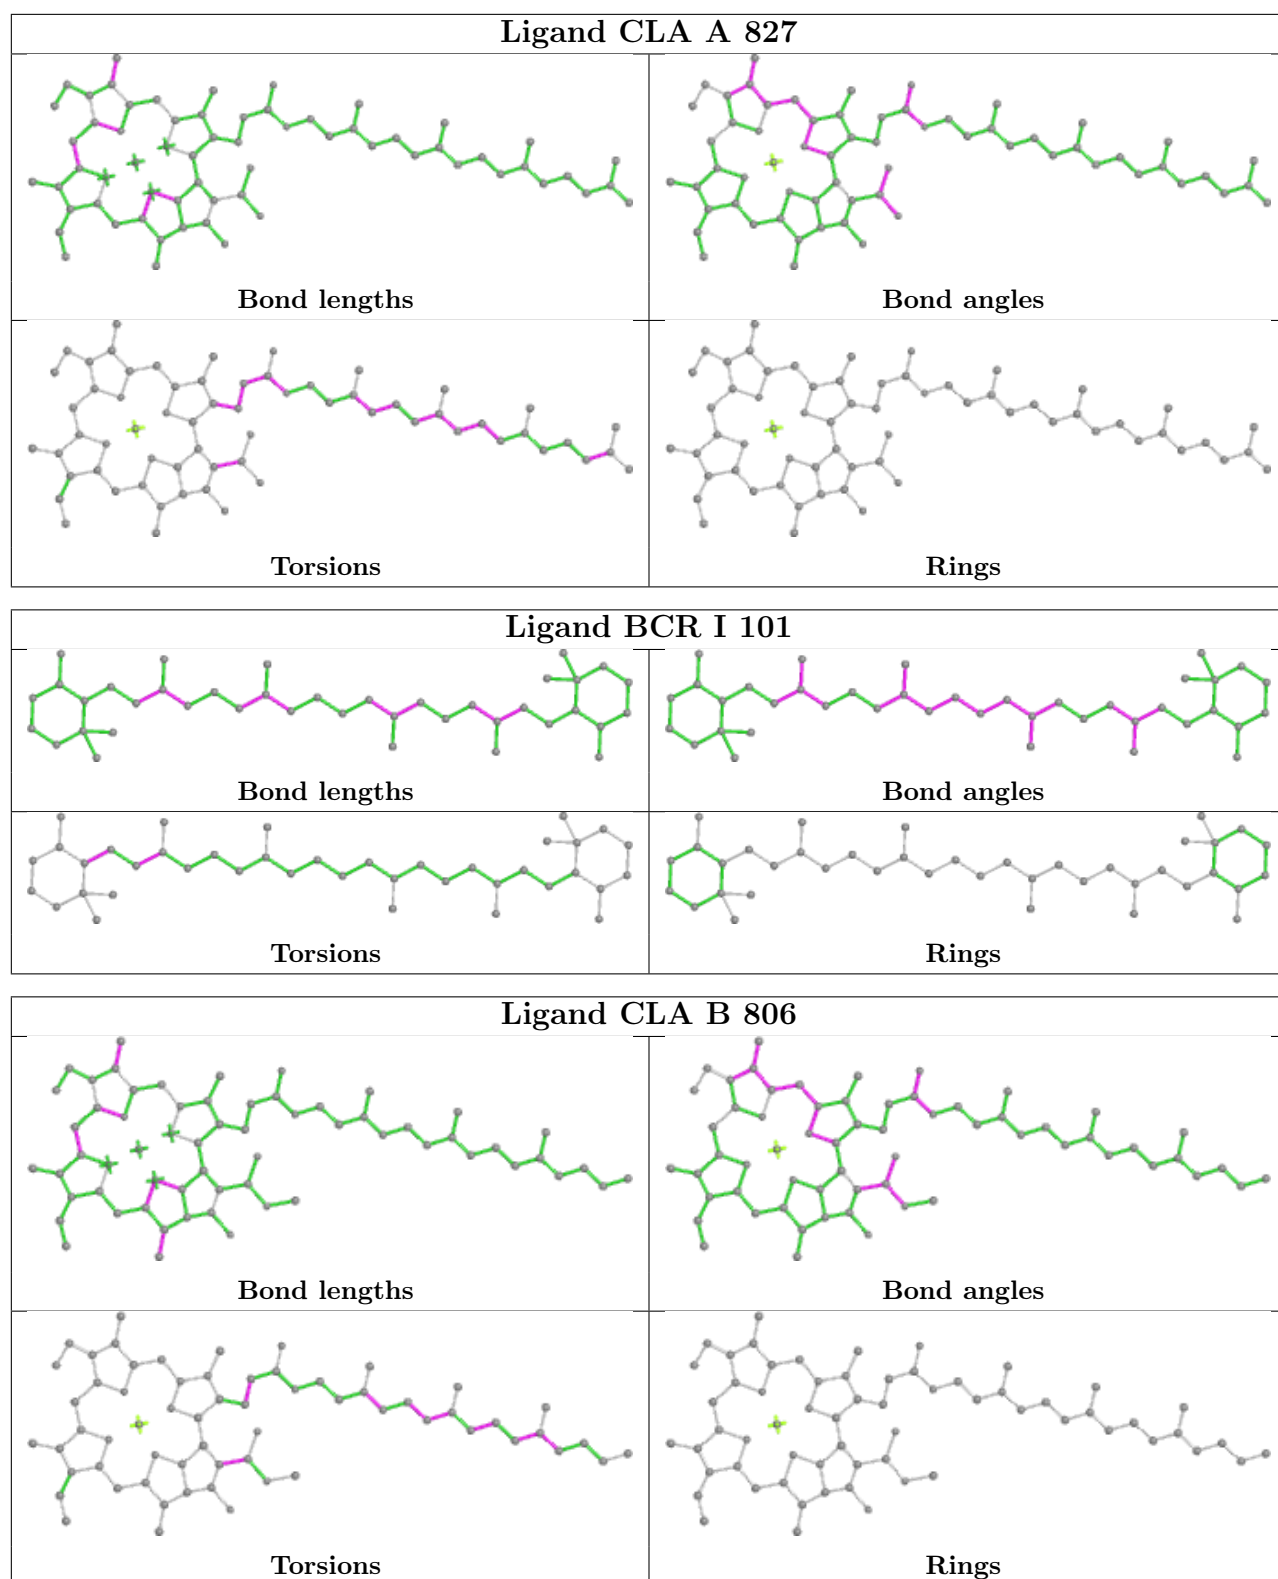 Ligand CLA A 827
Bond lengths
Bond angles
Torsions
Rings
Ligand BCR I 101
Bond lengths
Bond angles
Torsions
Rings
Ligand CLA B 806
Bond lengths
Bond angles
Torsions
Rings